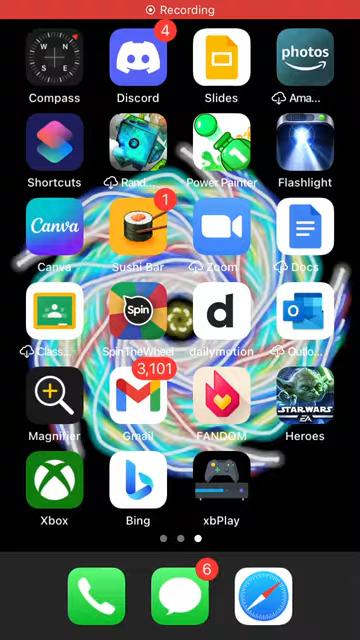 Recording
4
photos
Compass Discord Slides Ama...
Shortcuts Rand... Power Painter Flashlight
Canva
1
Canva Sushi Bar Zoom Docs
Spin
d
O
Class... SpinTheWheel dailymotion Outlo...
3,101
STAR WARS
EA
Magnifier Gmail FANDOM Heroes
Xbox Bing xbPlay
6